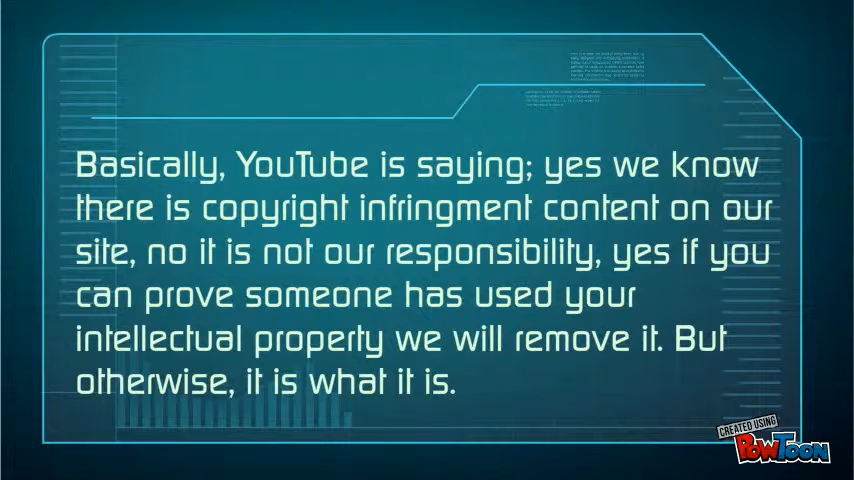 Basically, YouTube is saying; yes we know
there is copyright infringment content on our
site, no it is not our responsibility, yes if you
can prove someone has used your
intellectual property we will remove it. But
otherwise, it is what it is.
CREATED USING
PowToon